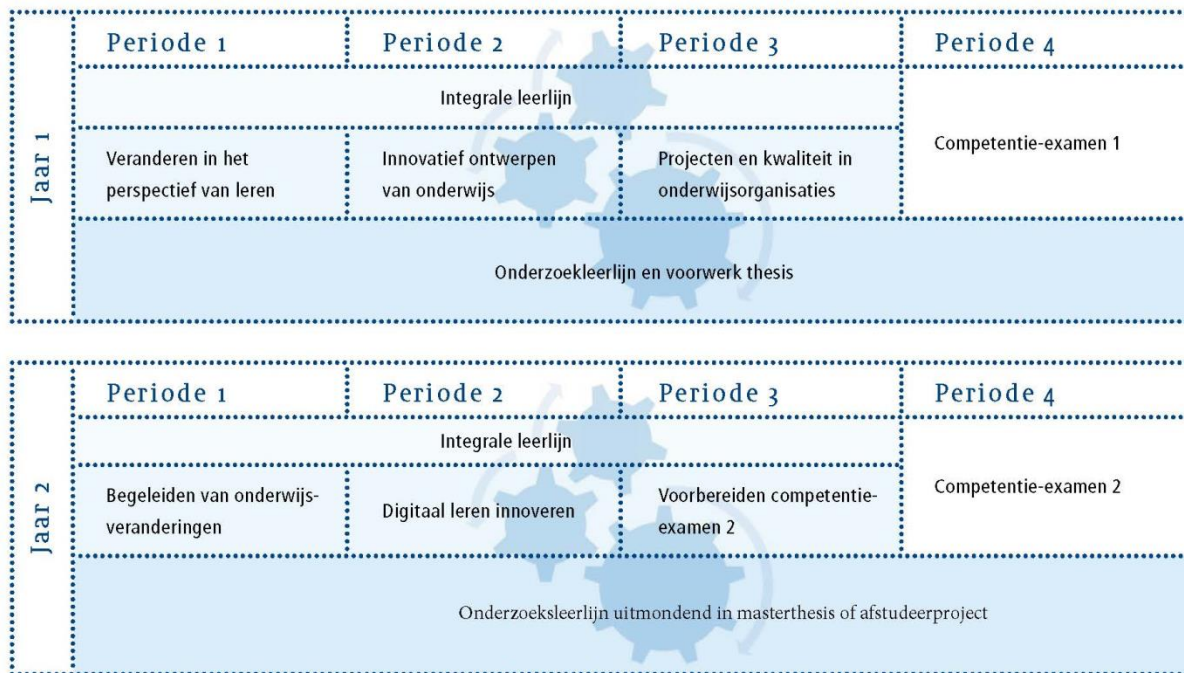 Jaar 1
Periode 1
Periode 2
Periode 3
Periode 4
Integrale leerlijn
Veranderen in het
perspectief van leren
Innovatief ontwerpen
van onderwijs
Projecten en kwaliteit in
onderwijsorganisaties
Competentie-examen 1
Onderzoekleerlijn en voorwerk thesis
Jaar 2
Periode 1
Periode 2
Periode 3
Periode 4
Integrale leerlijn
Begeleiden van onderwijs-
veranderingen
Digitaal leren innoveren
Voorbereiden competentie-
examen 2
Competentie-examen 2
Onderzoeksleerlijn uitmondend in masterthesis of afstudeerproject